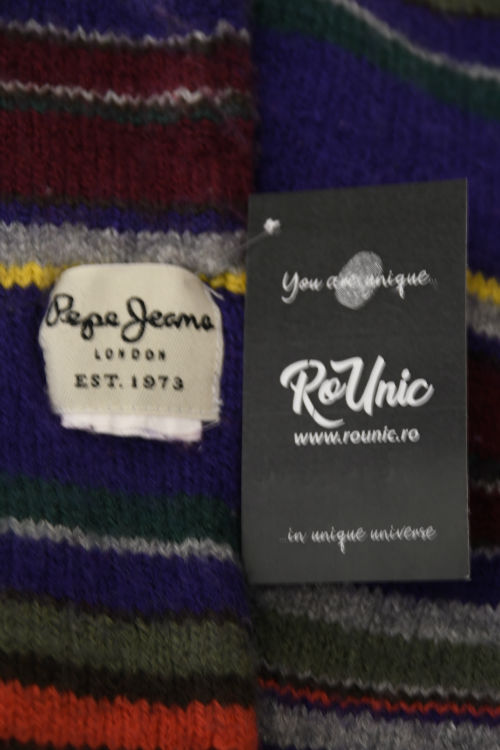 Pepe Jeans
LONDON
EST. 1973
You are unique
RoUnic
www.rounic.ro
...in unique universe